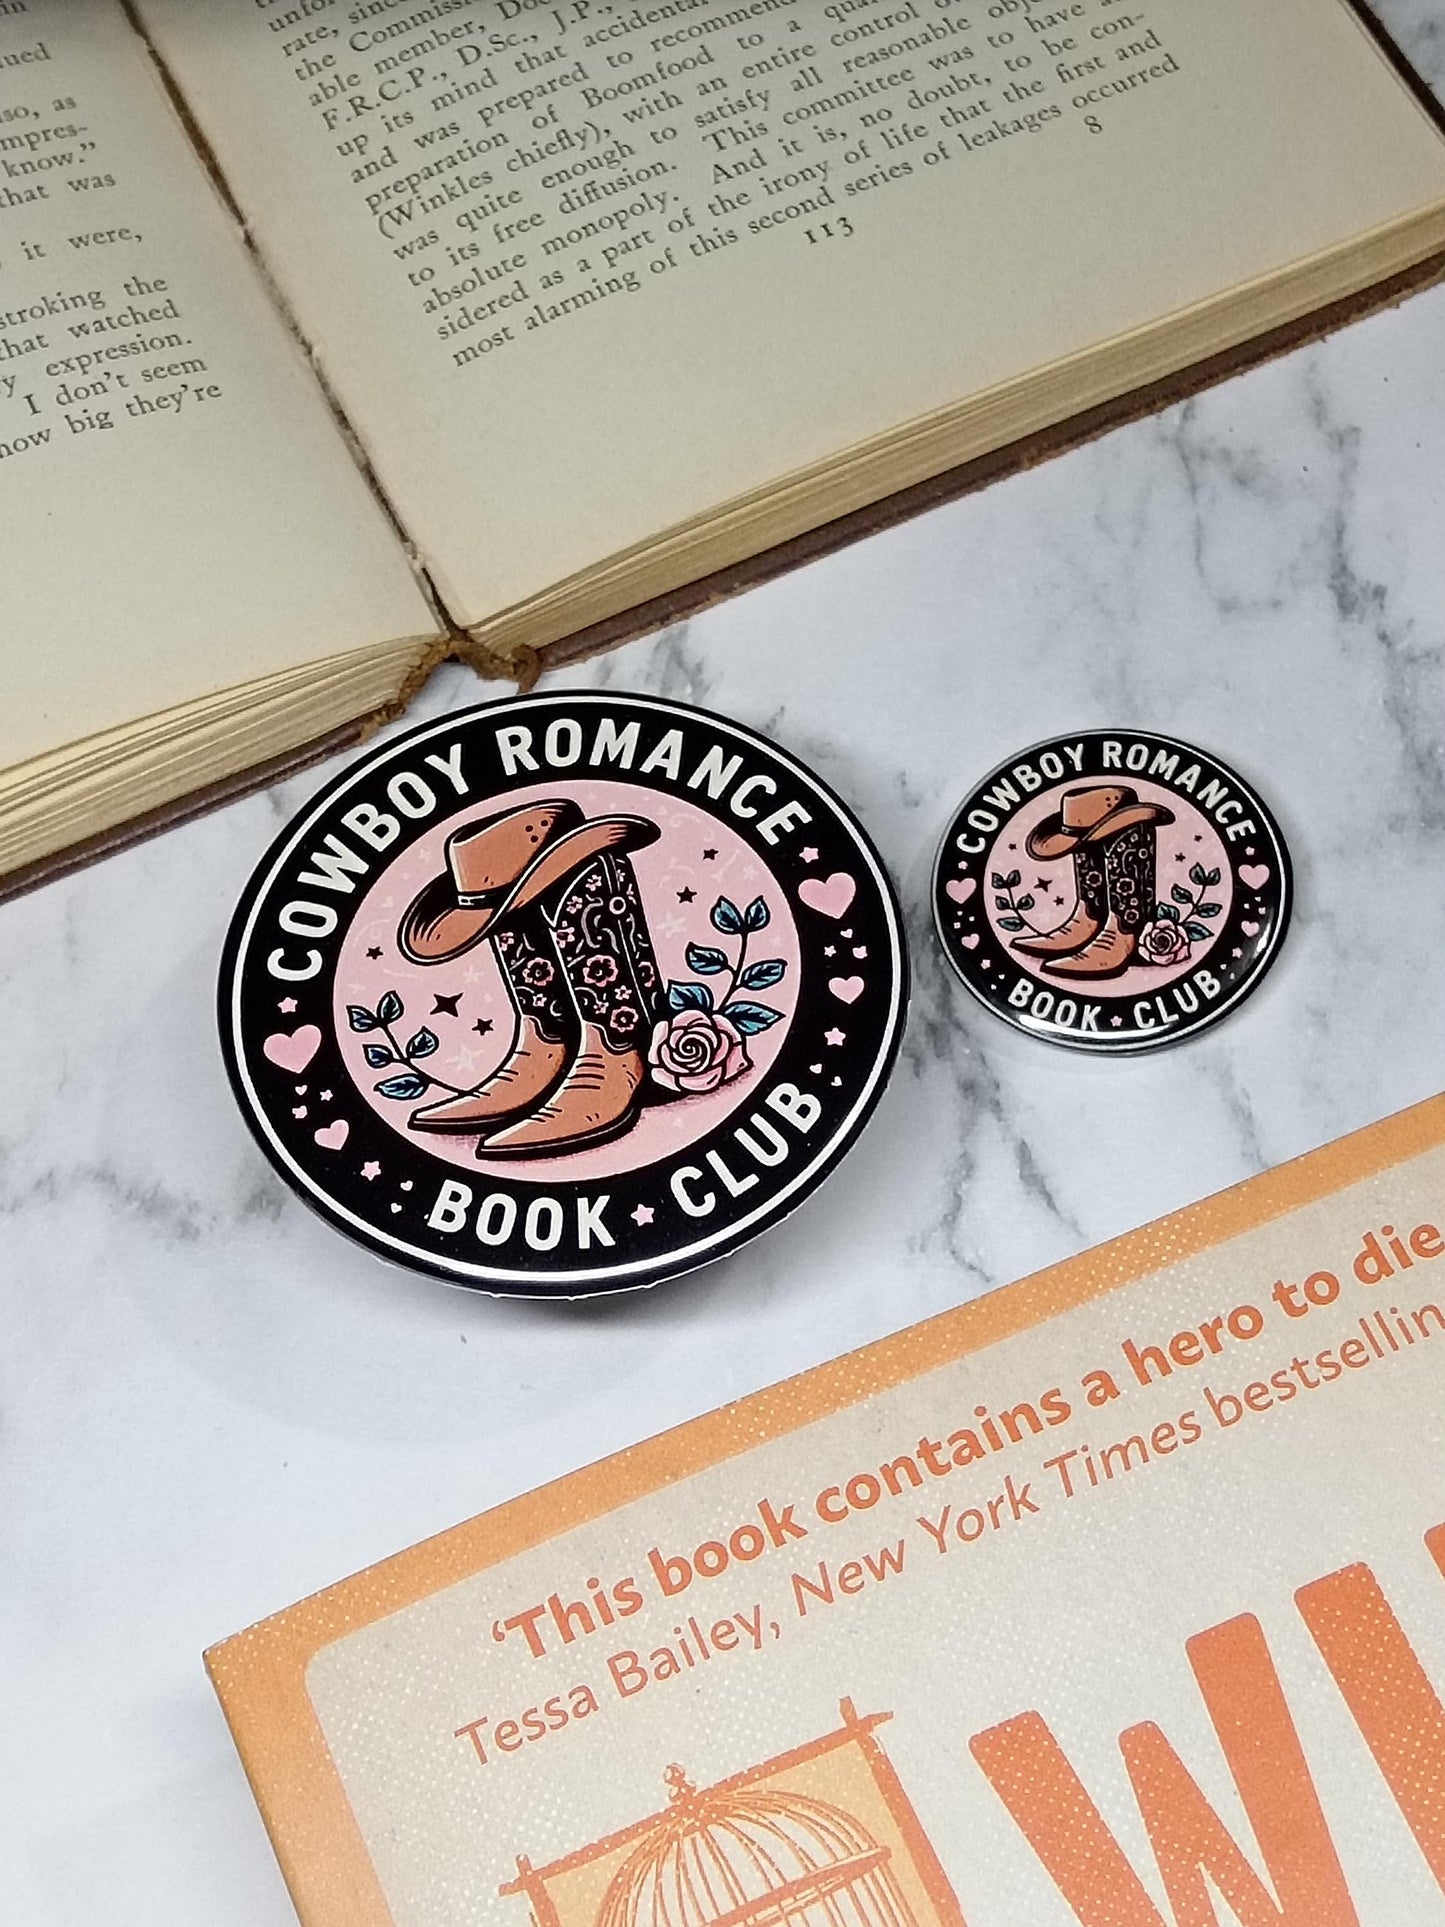 lued
so, as
mpres-
know."
that was
it were,
stroking the
that watched
y expression.
I don't seem
how big they're
rate, since
the Commission
able member, Doc
F.R.C.P., D.Sc., J.P.,
up its mind that accidental
and was prepared to recommend
preparation of Boomfood to a
(Winkles chiefly), with an entire control
was quite enough to satisfy all reasonable
to its free diffusion. This committee was to have
absolute monopoly. And it is, no doubt, to be con-
sidered as a part of the irony of life that the first and
most alarming of this second series of leakages occurred
113
8
COWBOY ROMANCE
BOOK CLUB
COWBOY ROMANCE
BOOK CLUB
'This book contains a hero to die
Tessa Bailey, New York Times bestsellin
W